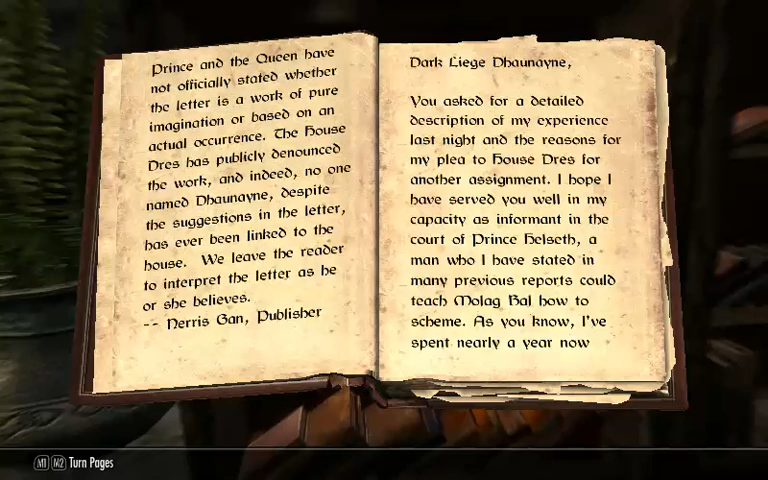 Prince and the Queen have
not officially stated whether
the letter is a work of pure
imagination or based on an
actual occurrence. The House
Dres has publicly denounced
the work, and indeed, no one
named Dhaunayne, despite
the suggestions in the letter,
has ever been linked to the
house. We leave the reader
to interpret the letter as he
or she believes.
-- Nerris Gan, Publisher
Dark Liege Dhaunayne,
You asked for a detailed
description of my experience
last night and the reasons for
my plea to House Dres for
another assignment. I hope I
have served you well in my
capacity as informant in the
court of Prince Helseth, a
man who I have stated in
many previous reports could
teach Molag Bal how to
scheme. As you know, I've
spent nearly a year now
M1 M2 Turn Pages